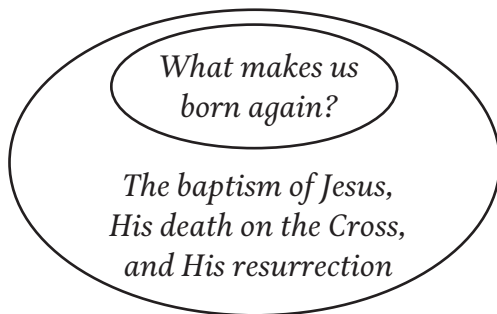 What makes us
born again?
The baptism of Jesus,
His death on the Cross,
and His resurrection